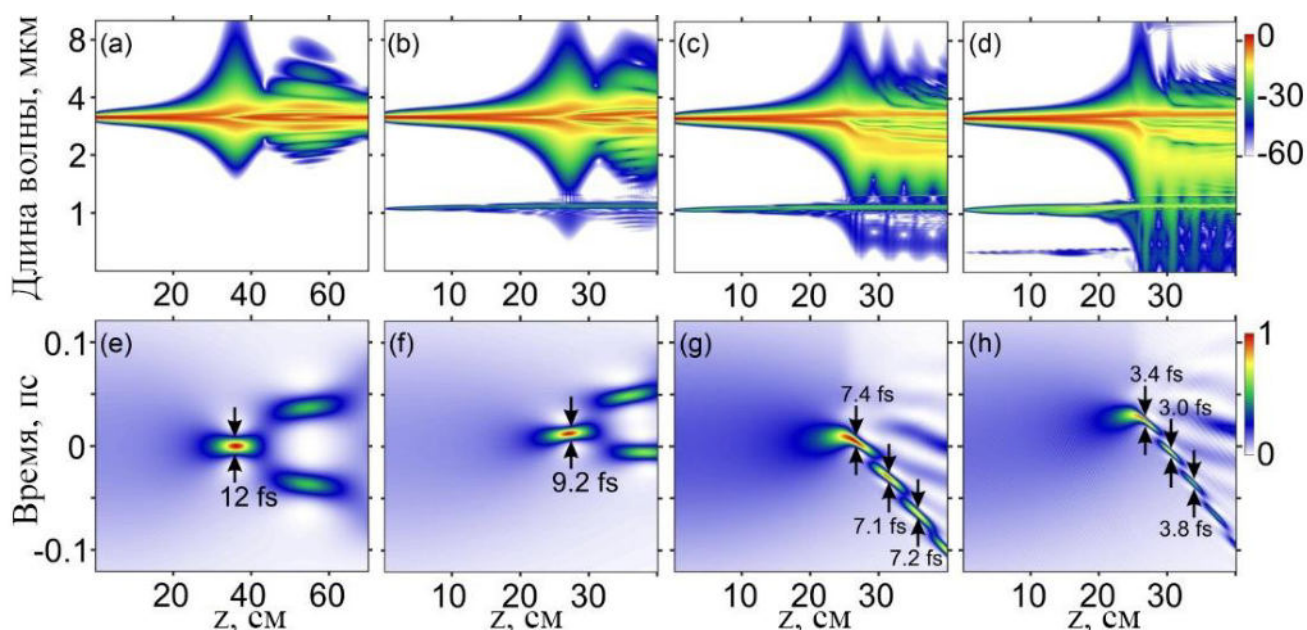 Длина волны, мкм
8
4
2
1
(a)
(b)
(c)
(d)
0
-30
-60
20 40 60
10 20 30
10 20 30
10 20 30
Время, пс
0.1
0
-0.1
(e)
12 fs
(f)
9.2 fs
(g)
7.4 fs
7.1 fs
7.2 fs
(h)
3.4 fs
3.0 fs
3.8 fs
1
0
20 40 60
10 20 30
10 20 30
10 20 30
z, см
z, см
z, см
z, см